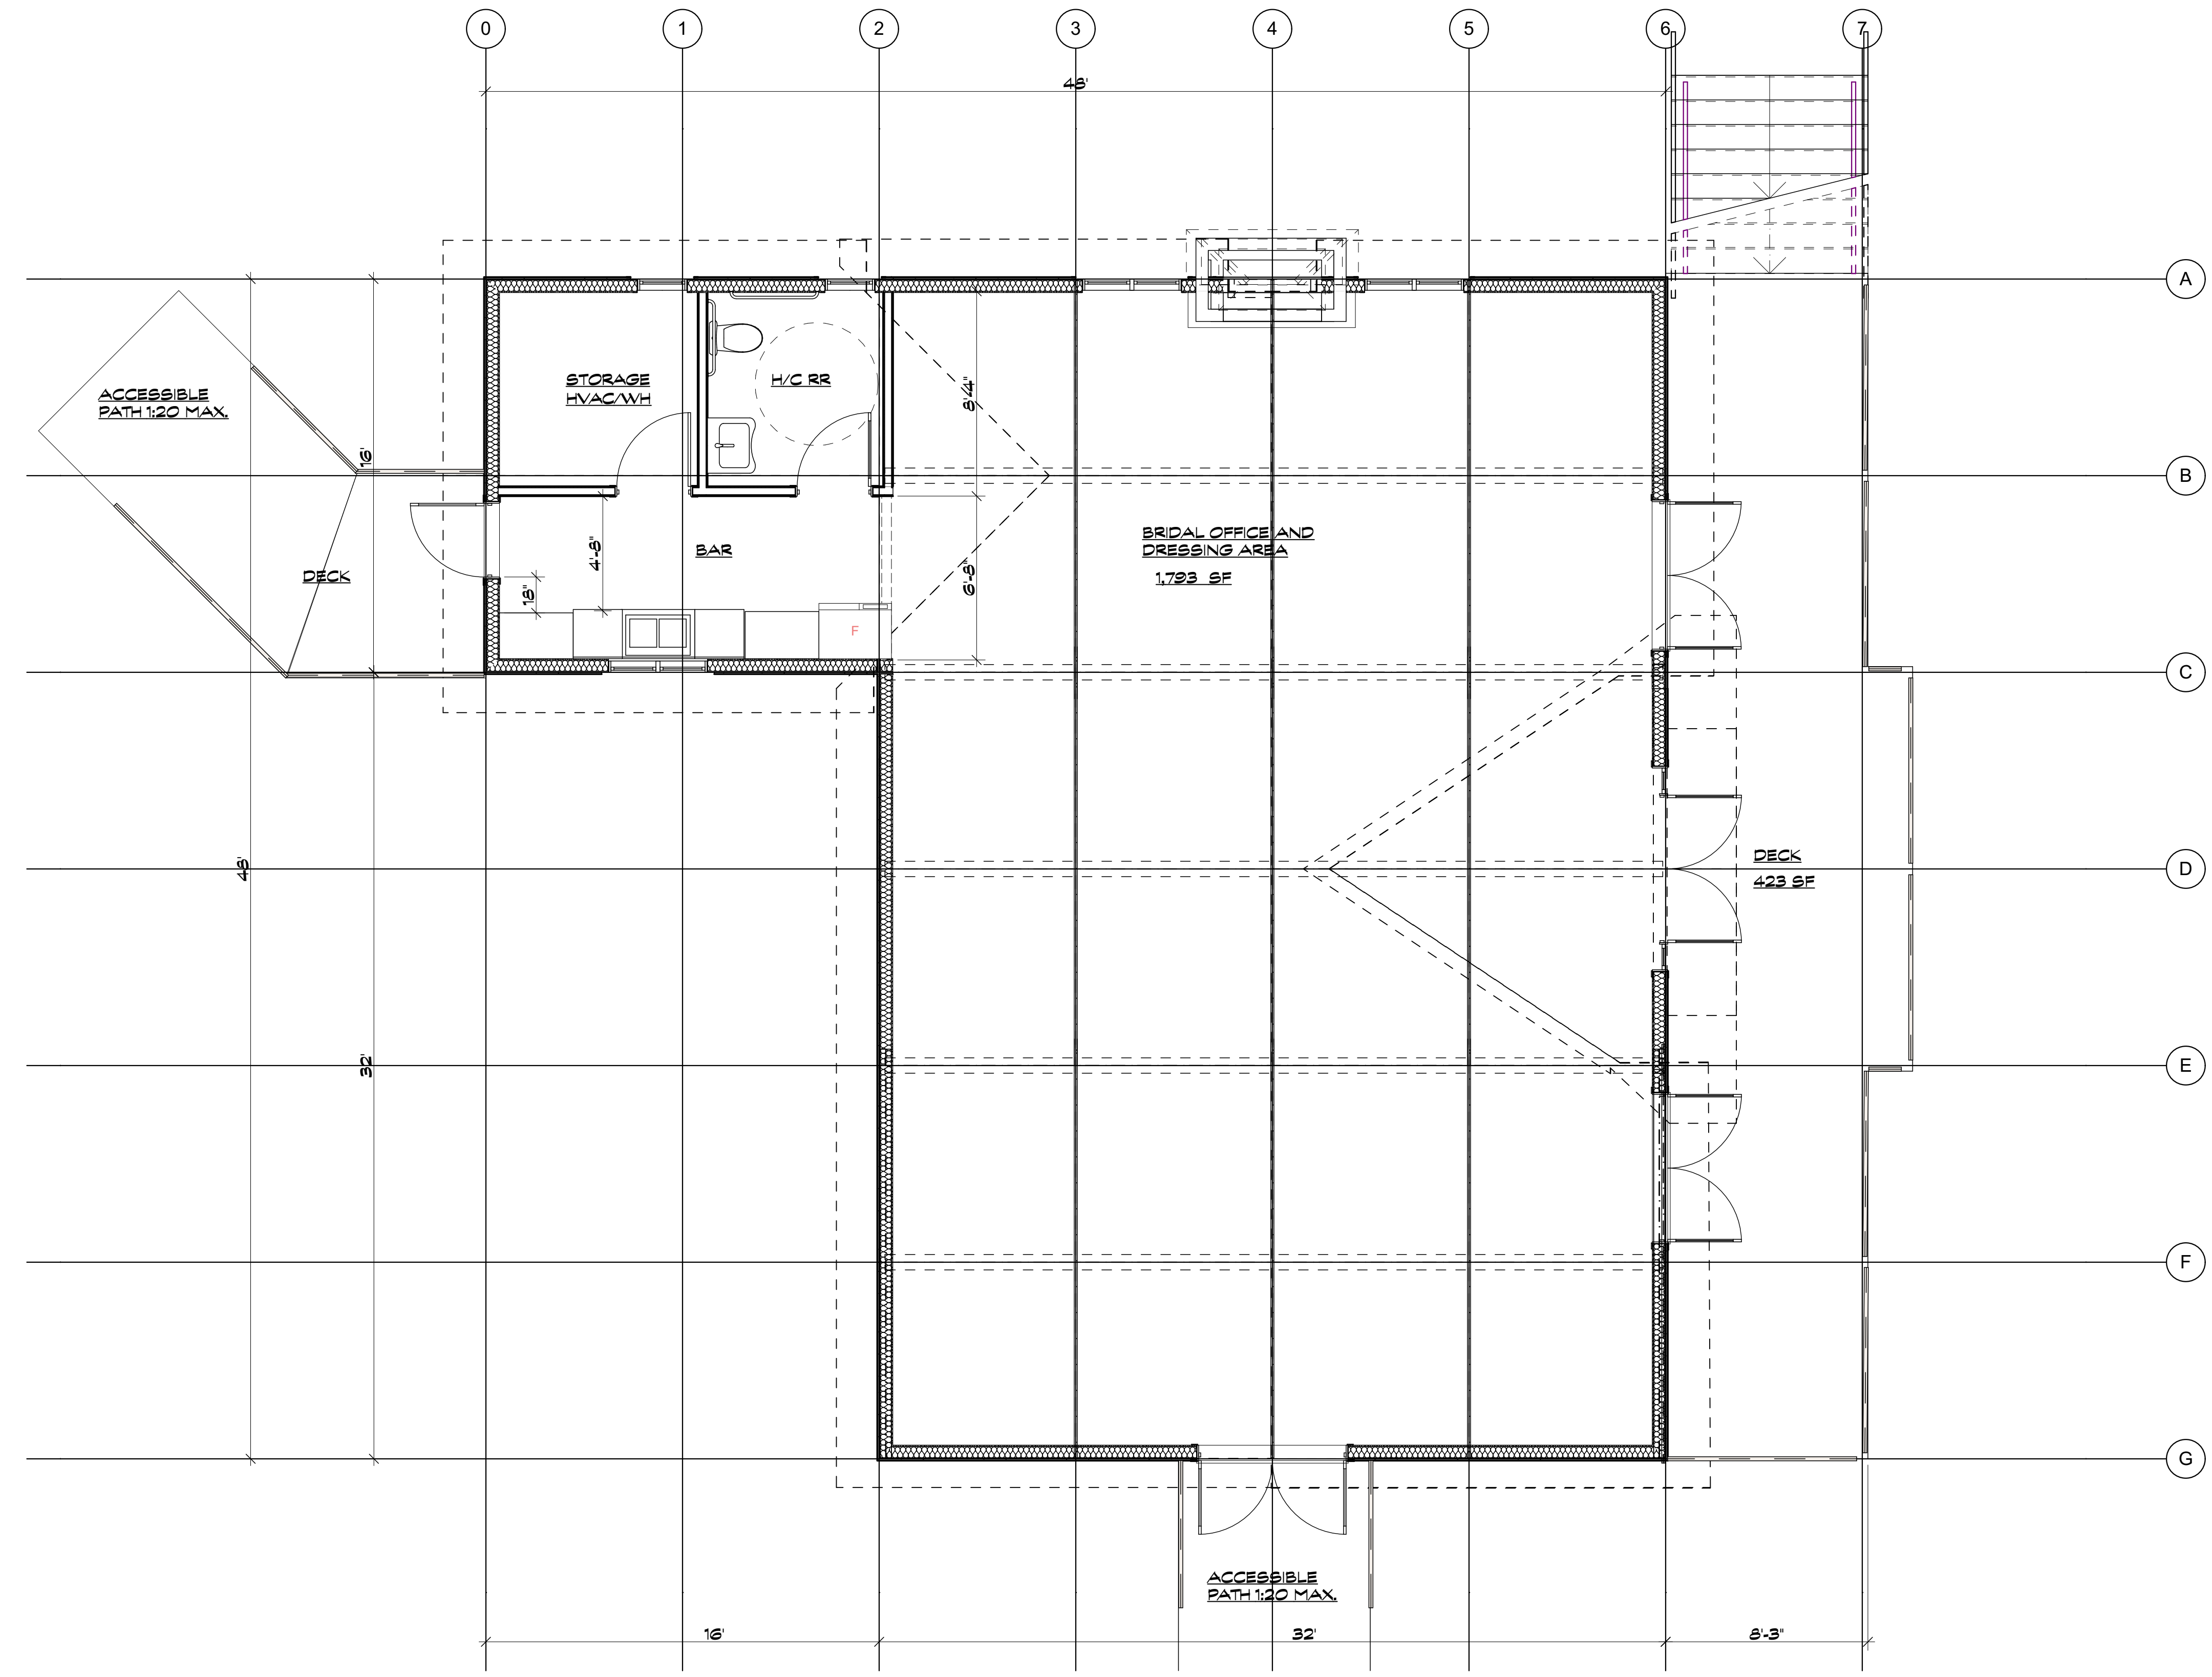 0 1 2 3 4 5 6 7
48'
A
ACCESSIBLE
PATH 1:20 MAX.
STORAGE
HVAC/WH
H/C RR
8'4"
16'
B
BRIDAL OFFICE AND
DRESSING AREA
1,793 SF
BAR
4'-8"
DECK
18"
6'-8"
F
C
48'
DECK
423 SF
D
32'
E
F
G
ACCESSIBLE
PATH 1:20 MAX.
16' 32' 8'-3"